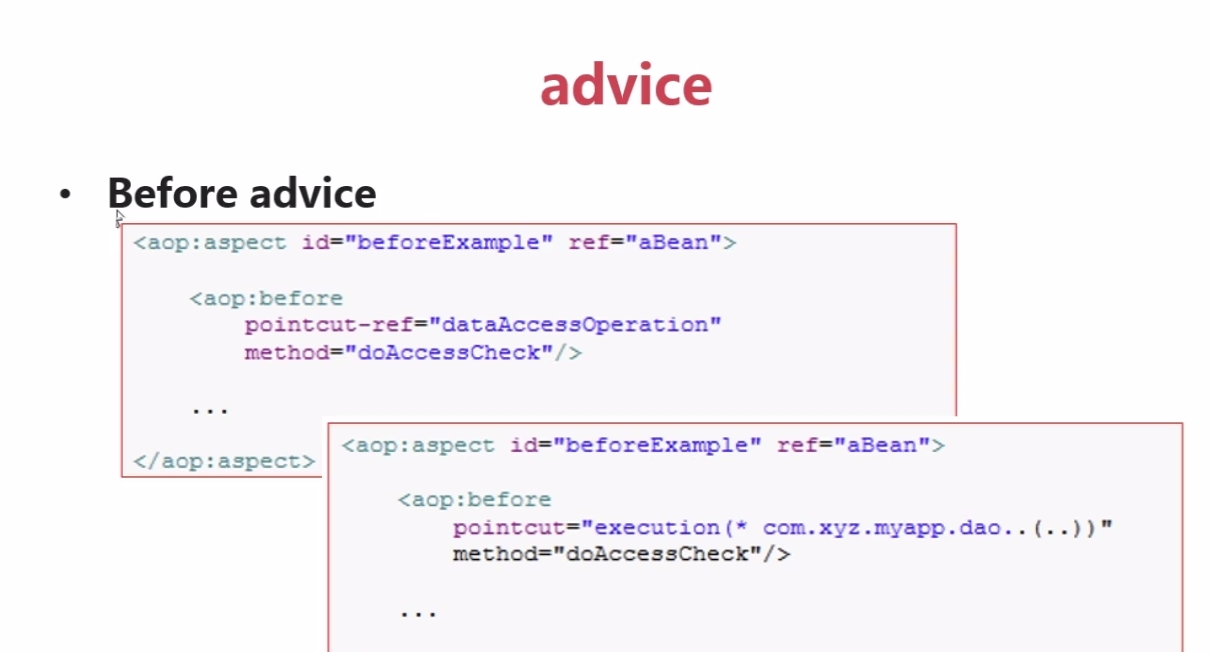 advice
• Before advice
<aop:aspect id="beforeExample" ref="aBean">
<aop:before
pointcut-ref="dataAccessOperation"
method="doAccessCheck"/>
...
</aop:aspect>
<aop:aspect id="beforeExample" ref="aBean">
<aop:before
pointcut="execution(* com.xyz.myapp.dao..(..))"
method="doAccessCheck"/>
...